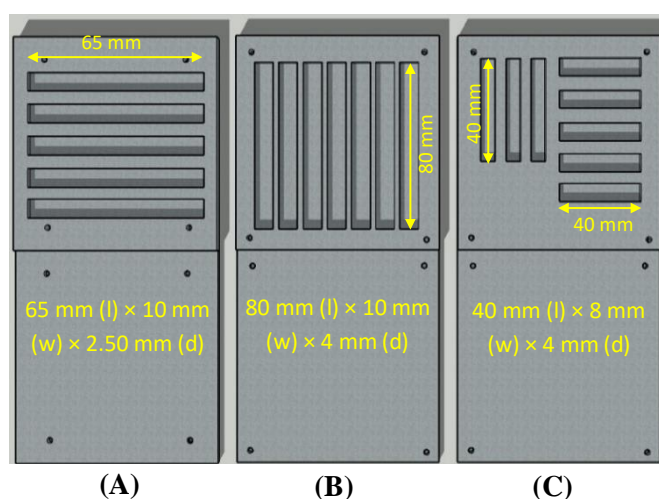 65 mm
80 mm
40 mm
40 mm
65 mm (l) × 10 mm
(w) × 2.50 mm (d)
80 mm (l) × 10 mm
(w) × 4 mm (d)
40 mm (l) × 8 mm
(w) × 4 mm (d)
(A)
(B)
(C)